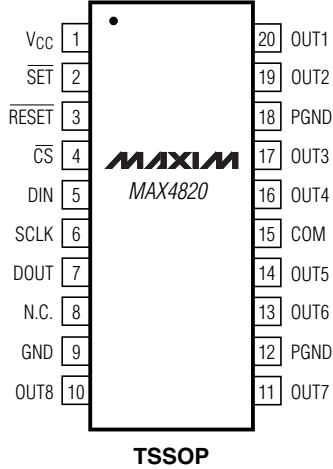 VCC 1 20 OUT1
SET 2 19 OUT2
RESET 3 18 PGND
CS 4 MAXIM 17 OUT3
DIN 5 MAX4820 16 OUT4
SCLK 6 15 COM
DOUT 7 14 OUT5
N.C. 8 13 OUT6
GND 9 12 PGND
OUT8 10 11 OUT7
TSSOP